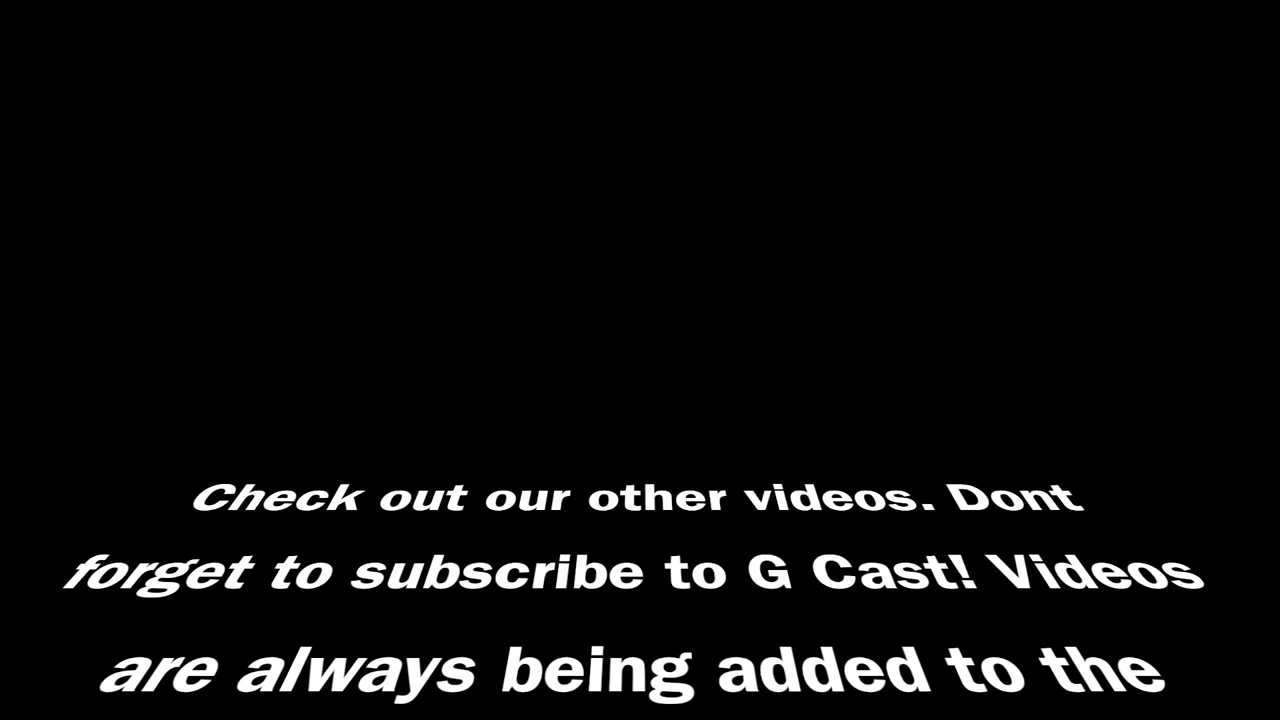 Check out our other videos. Dont
forget to subscribe to G Cast! Videos
are always being added to the